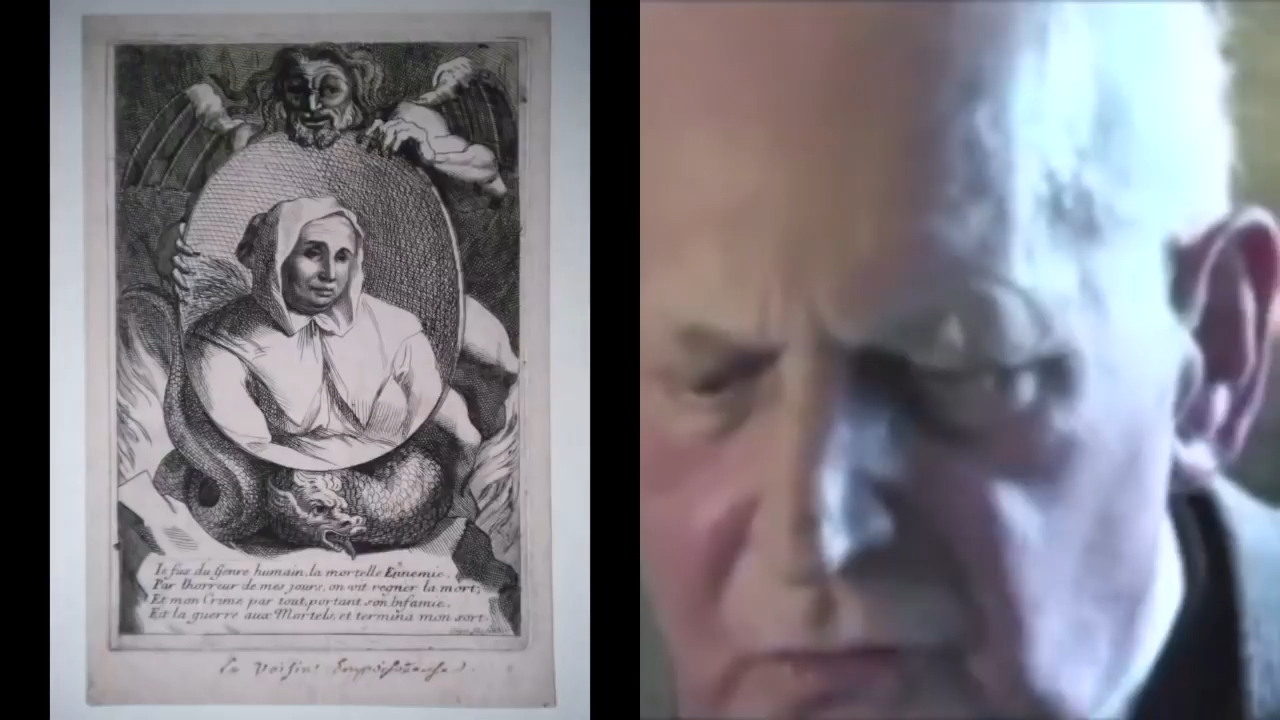 Ie fus du Genre humain, la mortelle Ennemie,
Par lhorreur de mes jours, on vit regner la mort;
Et mon Crime par tout, portant son Infamie,
Fit la guerre aux Mortels, et termina mon sort.
La Voisin